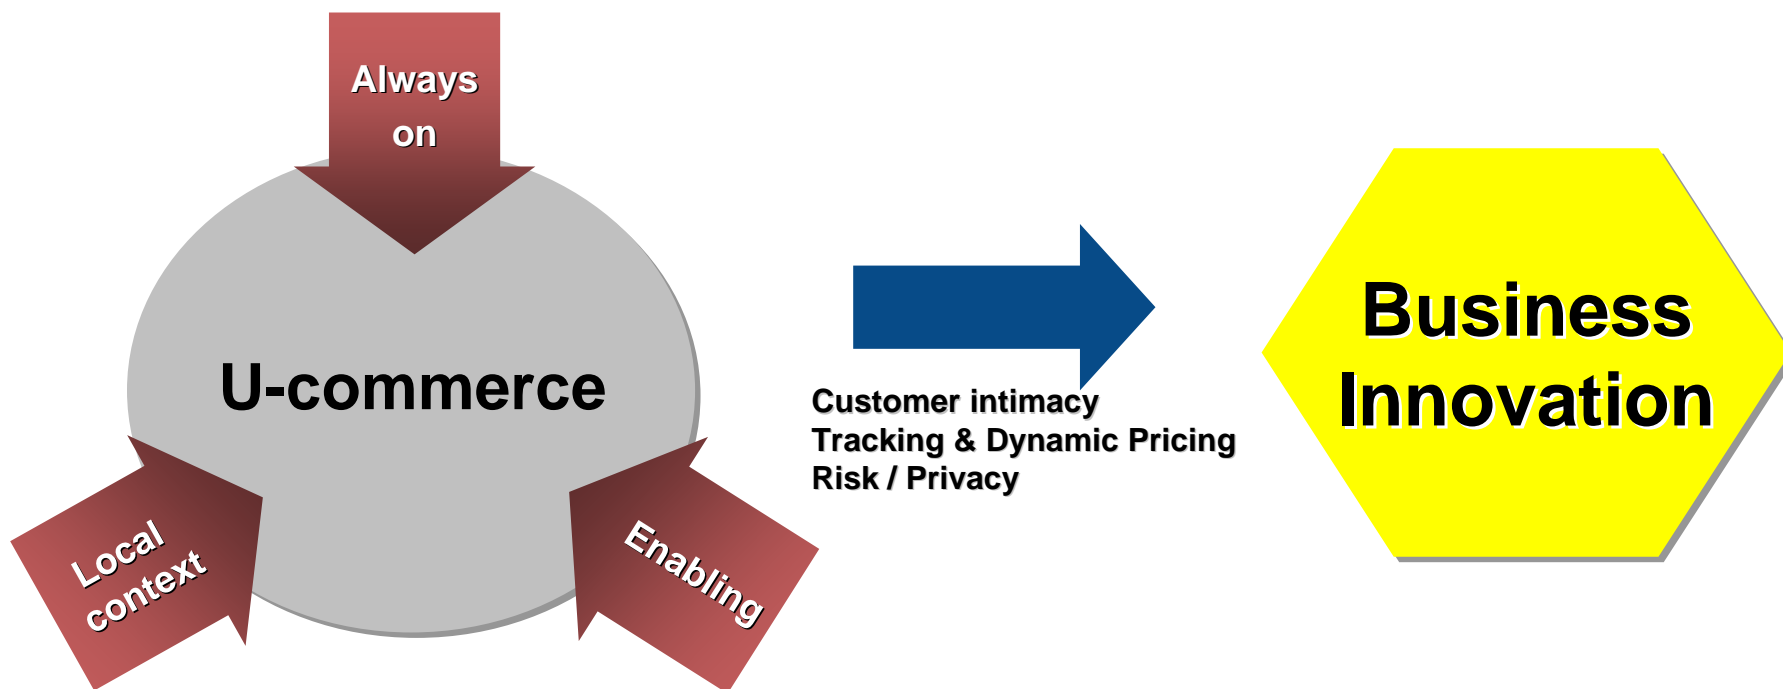 Always
on
U-commerce
Local
context
Enabling
Customer intimacy
Tracking & Dynamic Pricing
Risk / Privacy
Business
Innovation